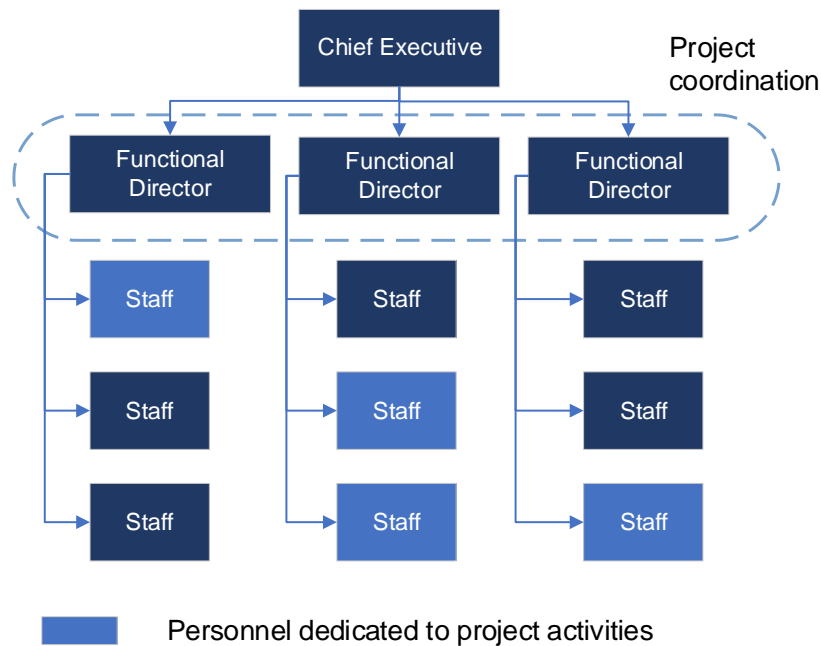 Chief Executive
Project
coordination
Functional
Director
Functional
Director
Functional
Director
Staff
Staff
Staff
Staff
Staff
Staff
Staff
Staff
Staff
Personnel dedicated to project activities